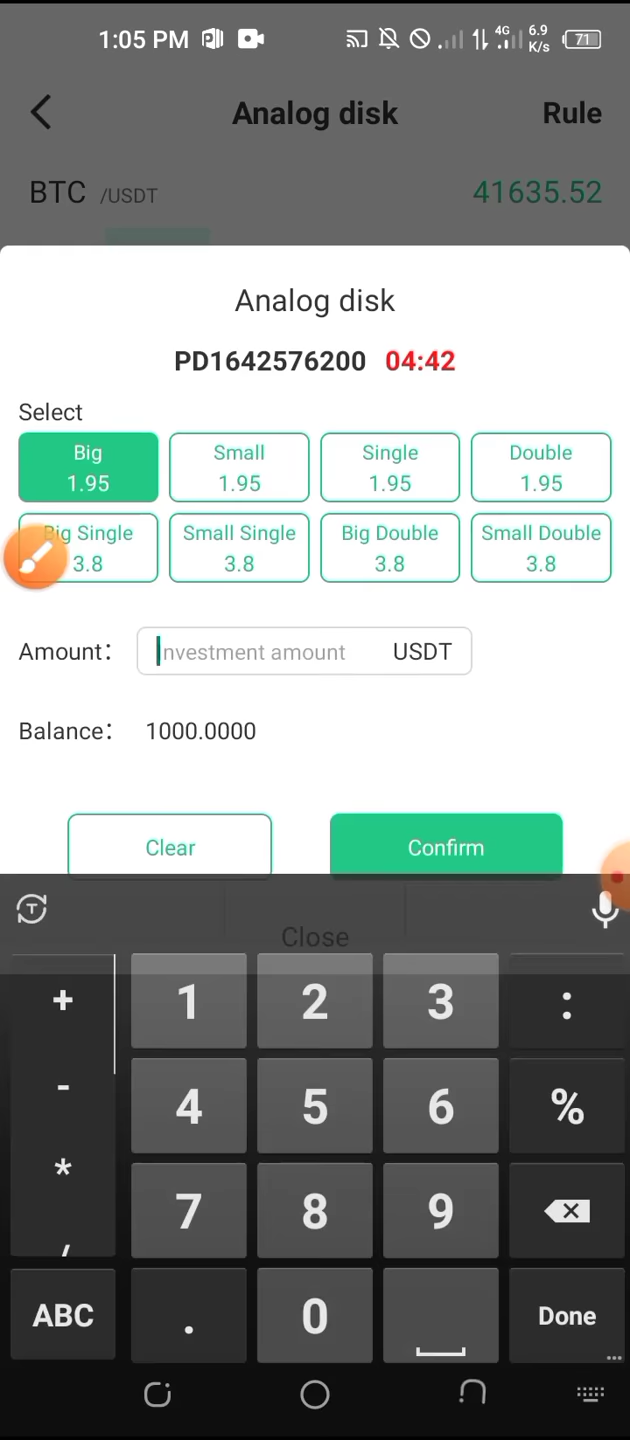 1:05 PM 4G 6.9 K/s 71
Analog disk Rule
BTC /USDT 41635.52
Analog disk
PD1642576200 04:42
Select
Big Small Single Double
1.95 1.95 1.95 1.95
Big Single Small Single Big Double Small Double
3.8 3.8 3.8 3.8
Amount: Investment amount USDT
Balance: 1000.0000
Clear Confirm
Close
+ 1 2 3 :
- 4 5 6 %
* 7 8 9
/
ABC . 0 Done